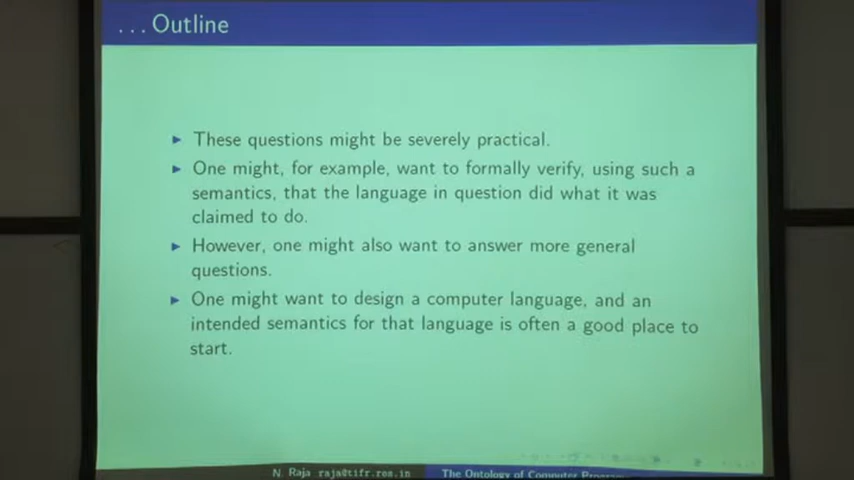 ... Outline
These questions might be severely practical.
One might, for example, want to formally verify, using such a
semantics, that the language in question did what it was
claimed to do.
However, one might also want to answer more general
questions.
One might want to design a computer language, and an
intended semantics for that language is often a good place to
start.
N. Raja raja@tifr.res.in The Ontology of Computer